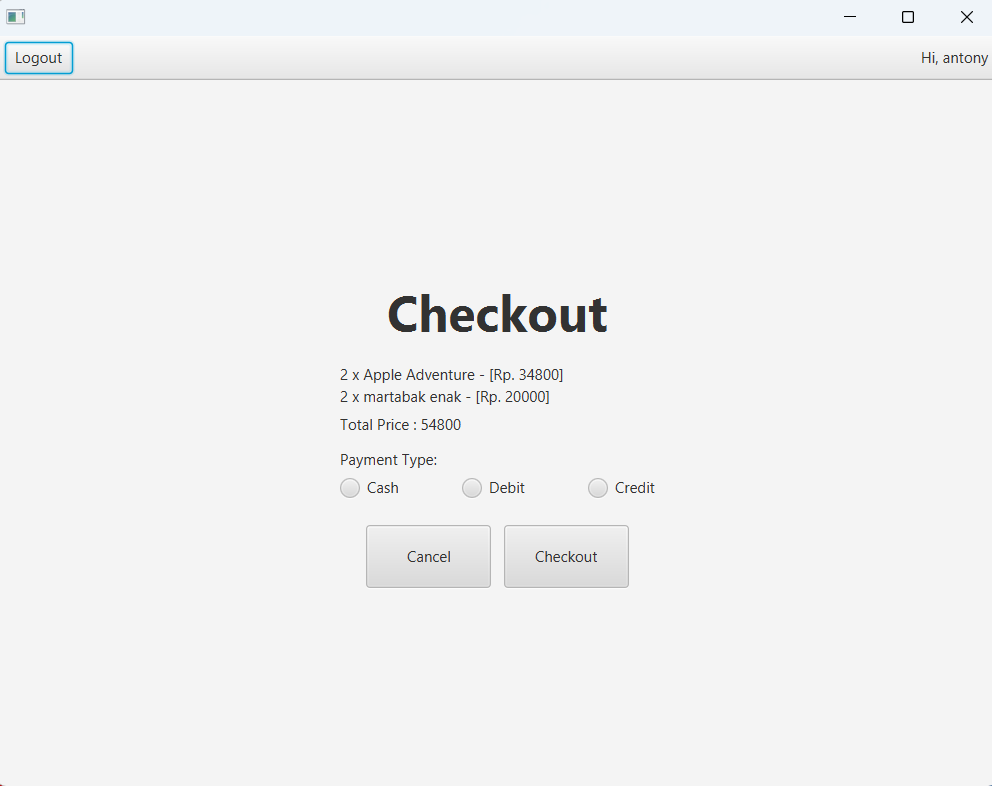 Logout
Hi, antony
Checkout
2 x Apple Adventure - [Rp. 34800]
2 x martabak enak - [Rp. 20000]
Total Price : 54800
Payment Type:
Cash Debit Credit
Cancel Checkout